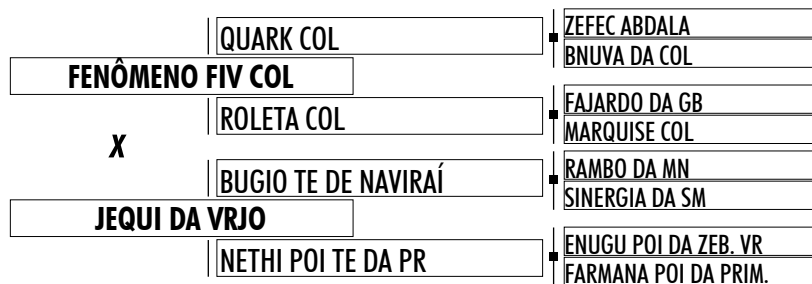 QUARK COL
ZEFEC ABDALA
BNUVA DA COL
FENÔMENO FIV COL
ROLETA COL
FAJARDO DA GB
MARQUISE COL
X
BUGIO TE DE NAVIRAÍ
RAMBO DA MN
SINERGIA DA SM
JEQUI DA VRJO
NETHI POI TE DA PR
ENUGU POI DA ZEB. VR
FARMANA POI DA PRIM.